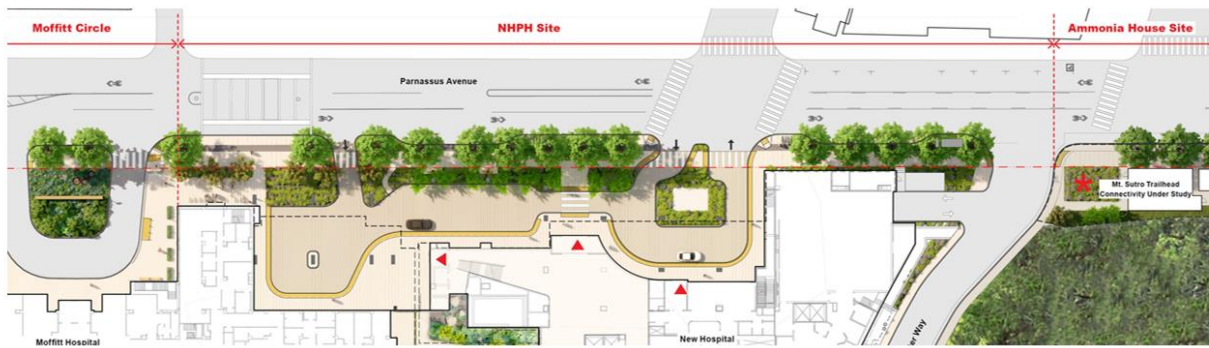 Moffitt Circle
NHPH Site
Ammonia House Site
Parnassus Avenue
Mt. Sutro Trailhead
Connectivity Under Study
Moffitt Hospital
New Hospital
Way